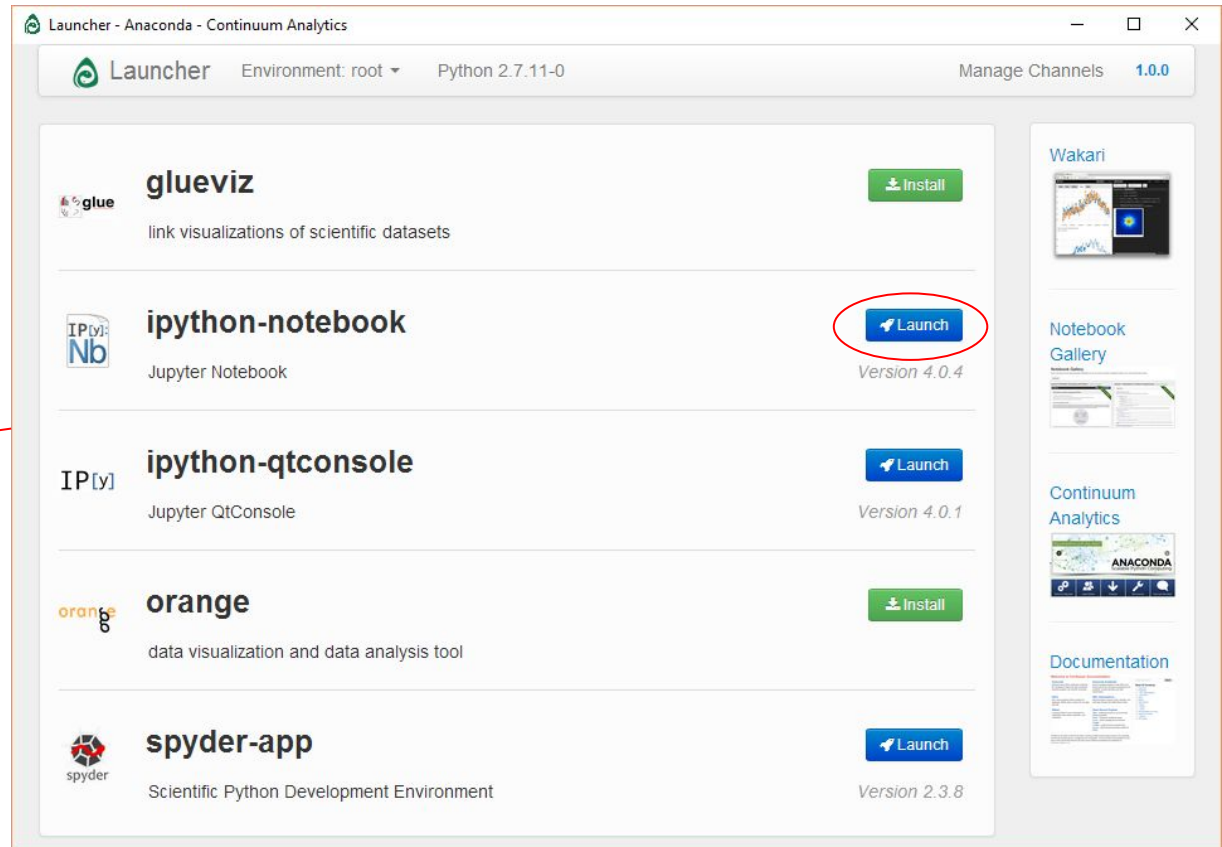 Launcher - Anaconda - Continuum Analytics
Launcher Environment: root Python 2.7.11-0 Manage Channels 1.0.0
glue
glueviz
Install
link visualizations of scientific datasets
IP[y]:
Nb
ipython-notebook
Launch
Jupyter Notebook
Version 4.0.4
IP[y]
ipython-qtconsole
Launch
Jupyter QtConsole
Version 4.0.1
orange
orange
Install
data visualization and data analysis tool
spyder
spyder-app
Launch
Scientific Python Development Environment
Version 2.3.8
Wakari
Notebook
Gallery
Notebook Gallery
Continuum
Analytics
ANACONDA
Documentation